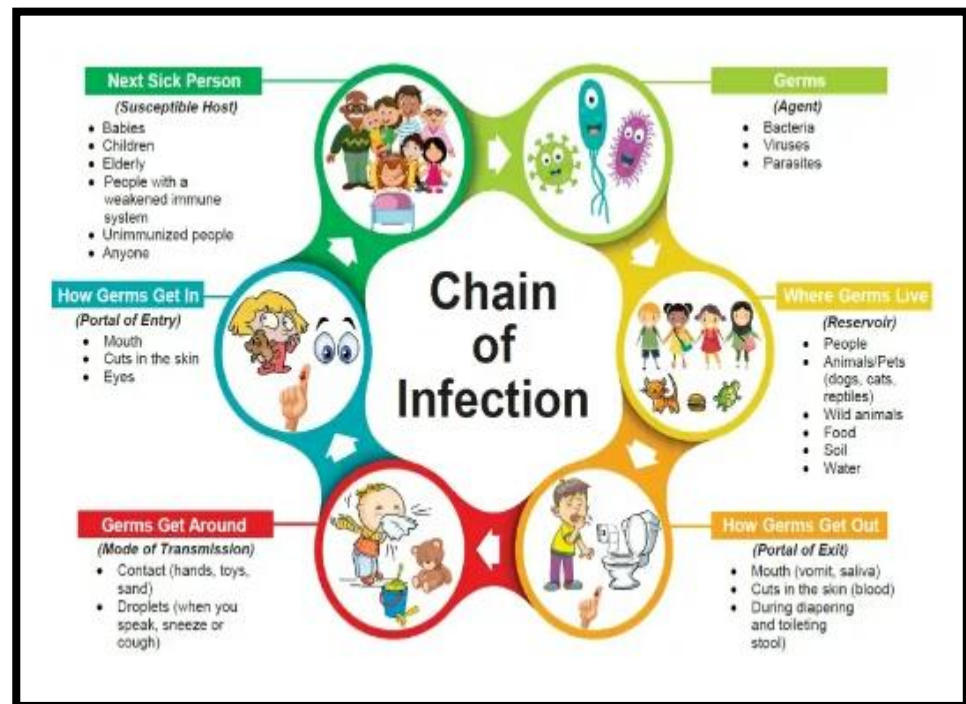 Next Sick Person
(Susceptible Host)
• Babies
• Children
• Elderly
• People with a
weakened immune
system
• Unimmunized people
• Anyone
Germs
(Agent)
• Bacteria
• Viruses
• Parasites
How Germs Get In
(Portal of Entry)
• Mouth
• Cuts in the skin
• Eyes
Chain
of
Infection
Where Germs Live
(Reservoir)
• People
• Animals/Pets
(dogs, cats,
reptiles)
• Wild animals
• Food
• Soil
• Water
Germs Get Around
(Mode of Transmission)
• Contact (hands, toys,
sand)
• Droplets (when you
speak, sneeze or
cough)
How Germs Get Out
(Portal of Exit)
• Mouth (vomit, saliva)
• Cuts in the skin (blood)
• During diapering
and toileting
stool)